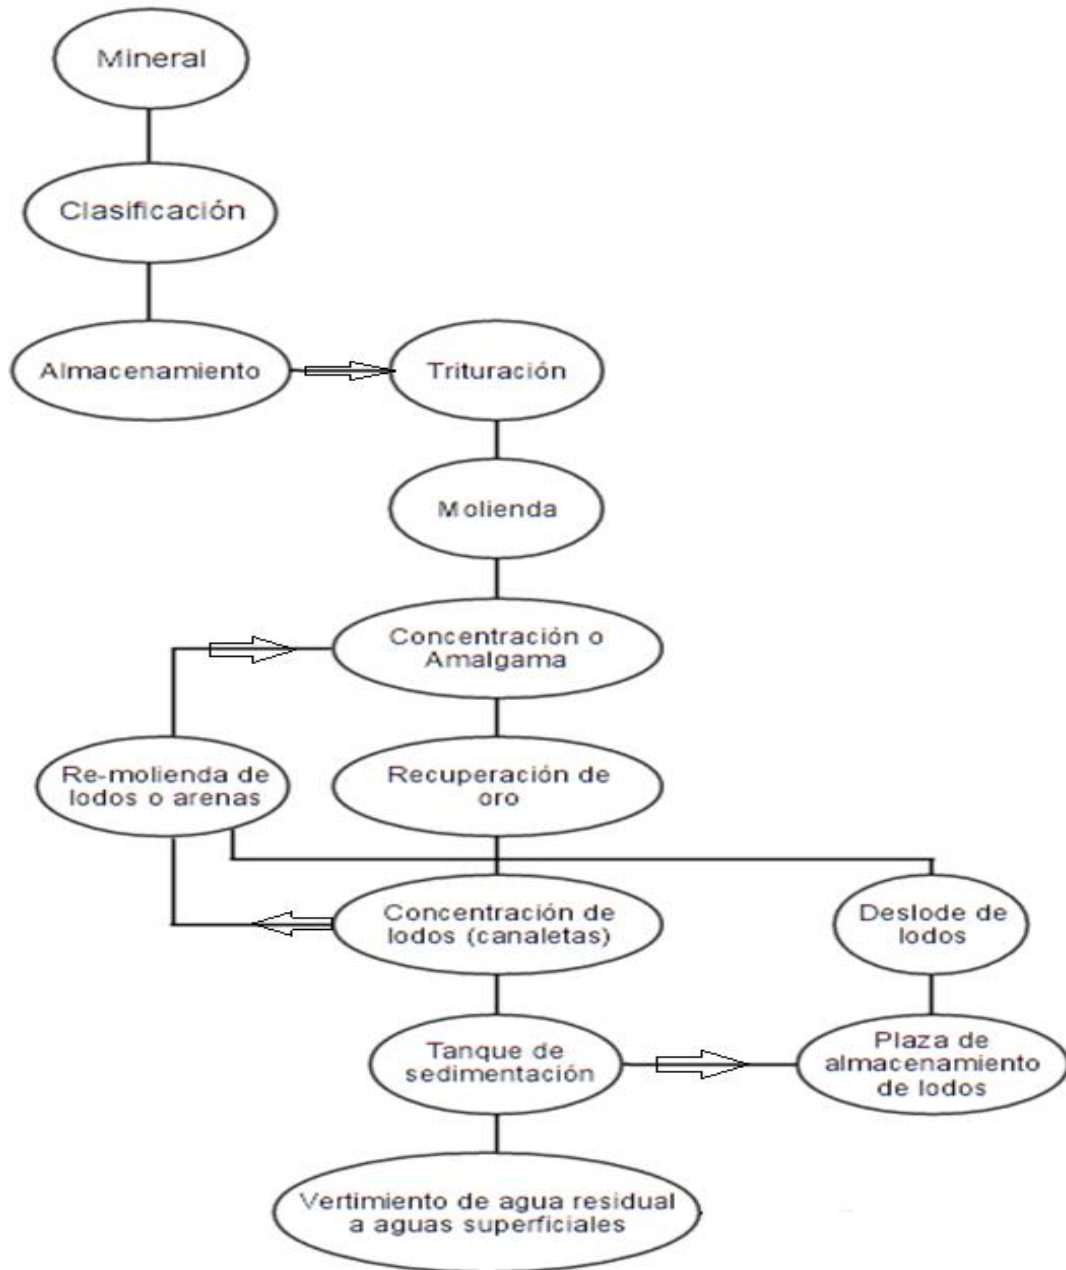 Mineral
Clasificación
Almacenamiento
Trituración
Molienda
Concentración o
Amalgama
Re-molienda de
lodos o arenas
Recuperación de
oro
Concentración de
lodos (canaletas)
Deslode de
lodos
Tanque de
sedimentación
Plaza de
almacenamiento
de lodos
Vertimiento de agua residual
a aguas superficiales